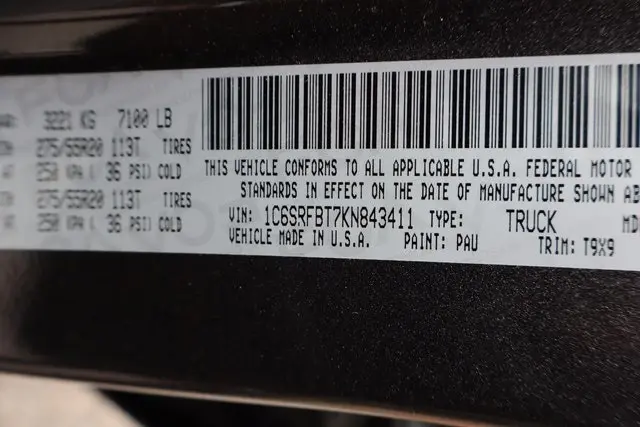 3221 KG 7100 LB
275/55R20 113T TIRES
250 KPA ( 36 PSI) COLD
275/55R20 113T TIRES
250 KPA ( 36 PSI) COLD
THIS VEHICLE CONFORMS TO ALL APPLICABLE U.S.A. FEDERAL MOTOR
STANDARDS IN EFFECT ON THE DATE OF MANUFACTURE SHOWN AB
VIN: 1C6SRFBT7KN843411 TYPE: TRUCK MD
VEHICLE MADE IN U.S.A. PAINT: PAU TRIM: T9X9